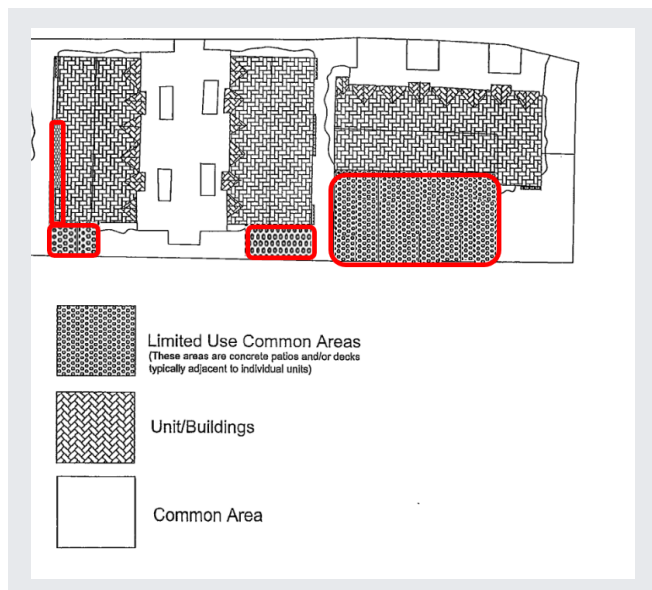 Limited Use Common Areas
(These areas are concrete patios and/or decks
typically adjacent to individual units)
Unit/Buildings
Common Area